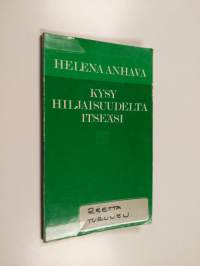 HELENA ANHAVA
KYSY
HILJAISUUDELTA
ITSEÄSI
REETTA
TURUNEN